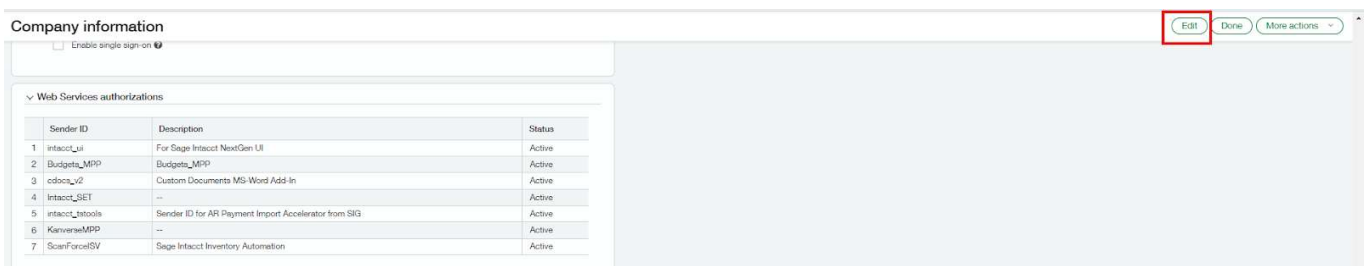 Company information
Edit Done More actions
Enable single sign-on
Web Services authorizations
Sender ID Description Status
1 intacct_ui For Sage Intacct NextGen UI Active
2 Budgets_MPP Budgets_MPP Active
3 cdocs_v2 Custom Documents MS-Word Add-In Active
4 Intacct_SET -- Active
5 intacct_tstools Sender ID for AR Payment Import Accelerator from SIG Active
6 KanverseMPP -- Active
7 ScanForceISV Sage Intacct Inventory Automation Active